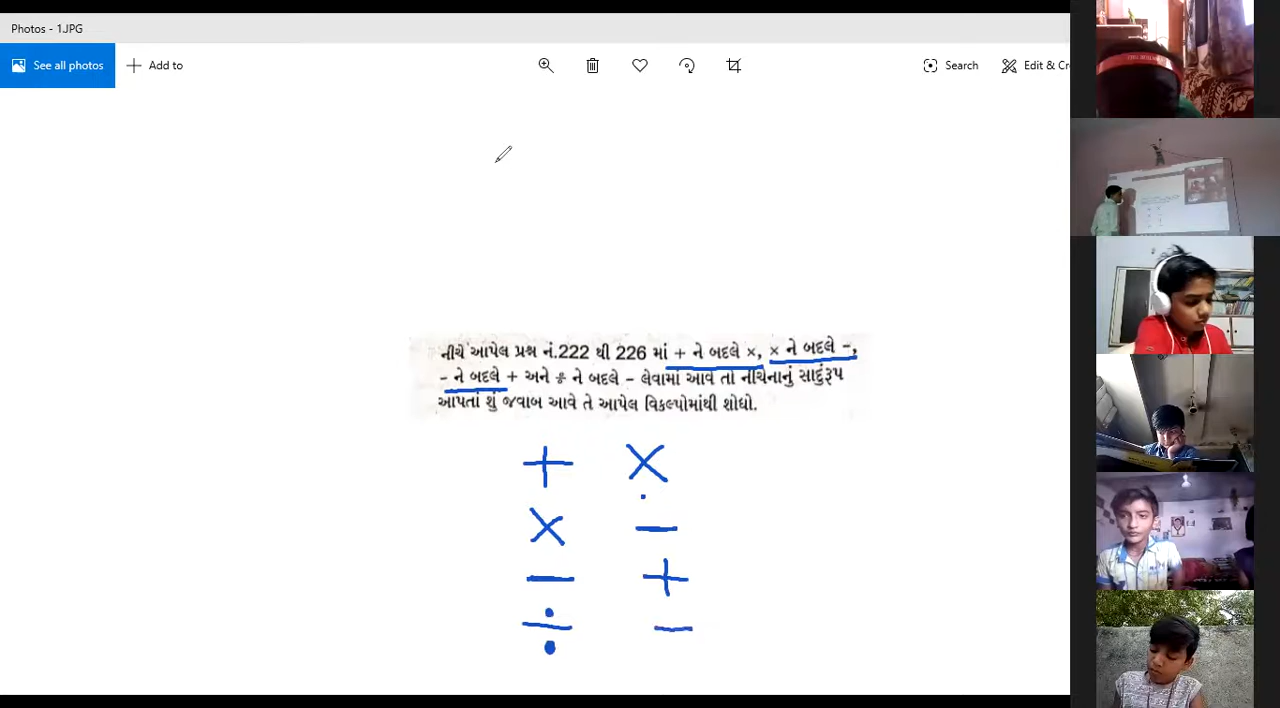 Photos - 1.JPG
See all photos
Add to
Search
Edit & Cr
નીચે આપેલ પ્રશ્ન નં.222 થી 226 માં + ને બદલે ×, × ને બદલે -,
- ને બદલે + અને ÷ ને બદલે - લેવામાં આવે તો નીચેનાનું સાદુંરૂપ
આપતાં શું જવાબ આવે તે આપેલ વિકલ્પોમાંથી શોધો.
+ ×
× -
- +
÷ -